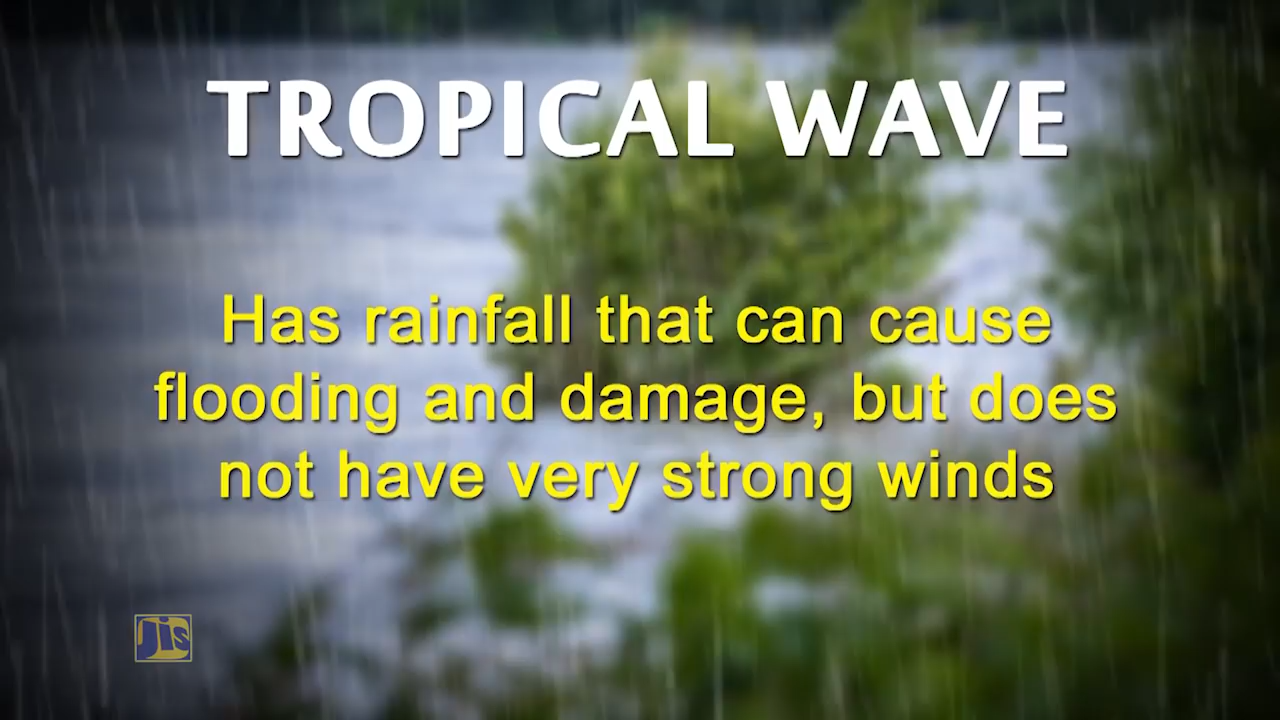 TROPICAL WAVE
Has rainfall that can cause
flooding and damage, but does
not have very strong winds
Jis